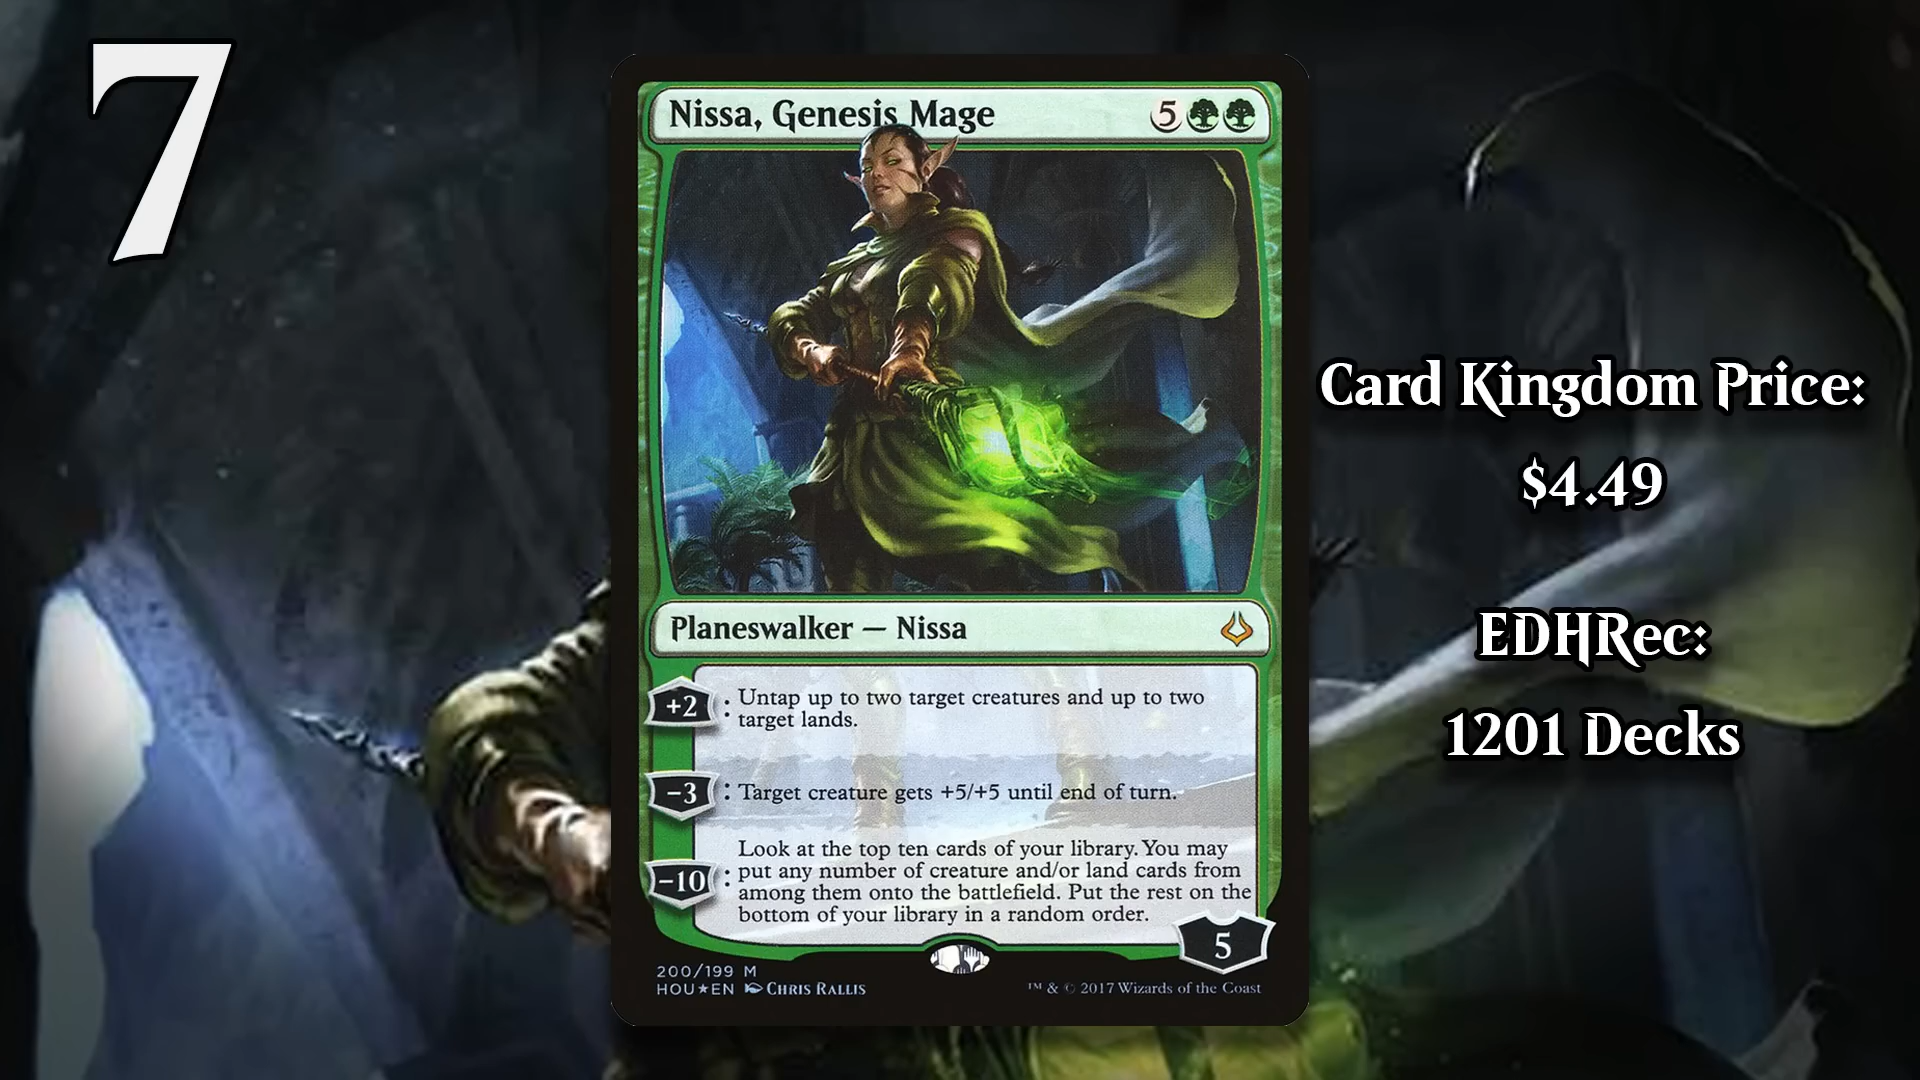 7
Nissa, Genesis Mage
5
Planeswalker — Nissa
+2 : Untap up to two target creatures and up to two
target lands.
−3 : Target creature gets +5/+5 until end of turn.
Look at the top ten cards of your library. You may
−10 : put any number of creature and/or land cards from
among them onto the battlefield. Put the rest on the
bottom of your library in a random order.
5
200/199 M
HOU★EN Chris Rallis
™ & © 2017 Wizards of the Coast
Card Kingdom Price:
$4.49
EDHRec:
1201 Decks